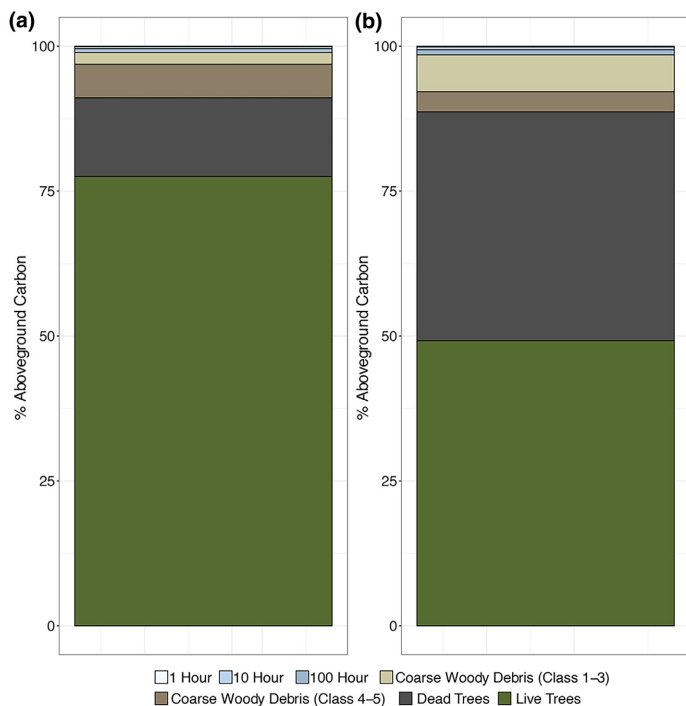 (a)
(b)
100
75
50
25
0
% Aboveground Carbon
100
75
50
25
0
% Aboveground Carbon
1 Hour 10 Hour 100 Hour Coarse Woody Debris (Class 1–3)
Coarse Woody Debris (Class 4–5) Dead Trees Live Trees